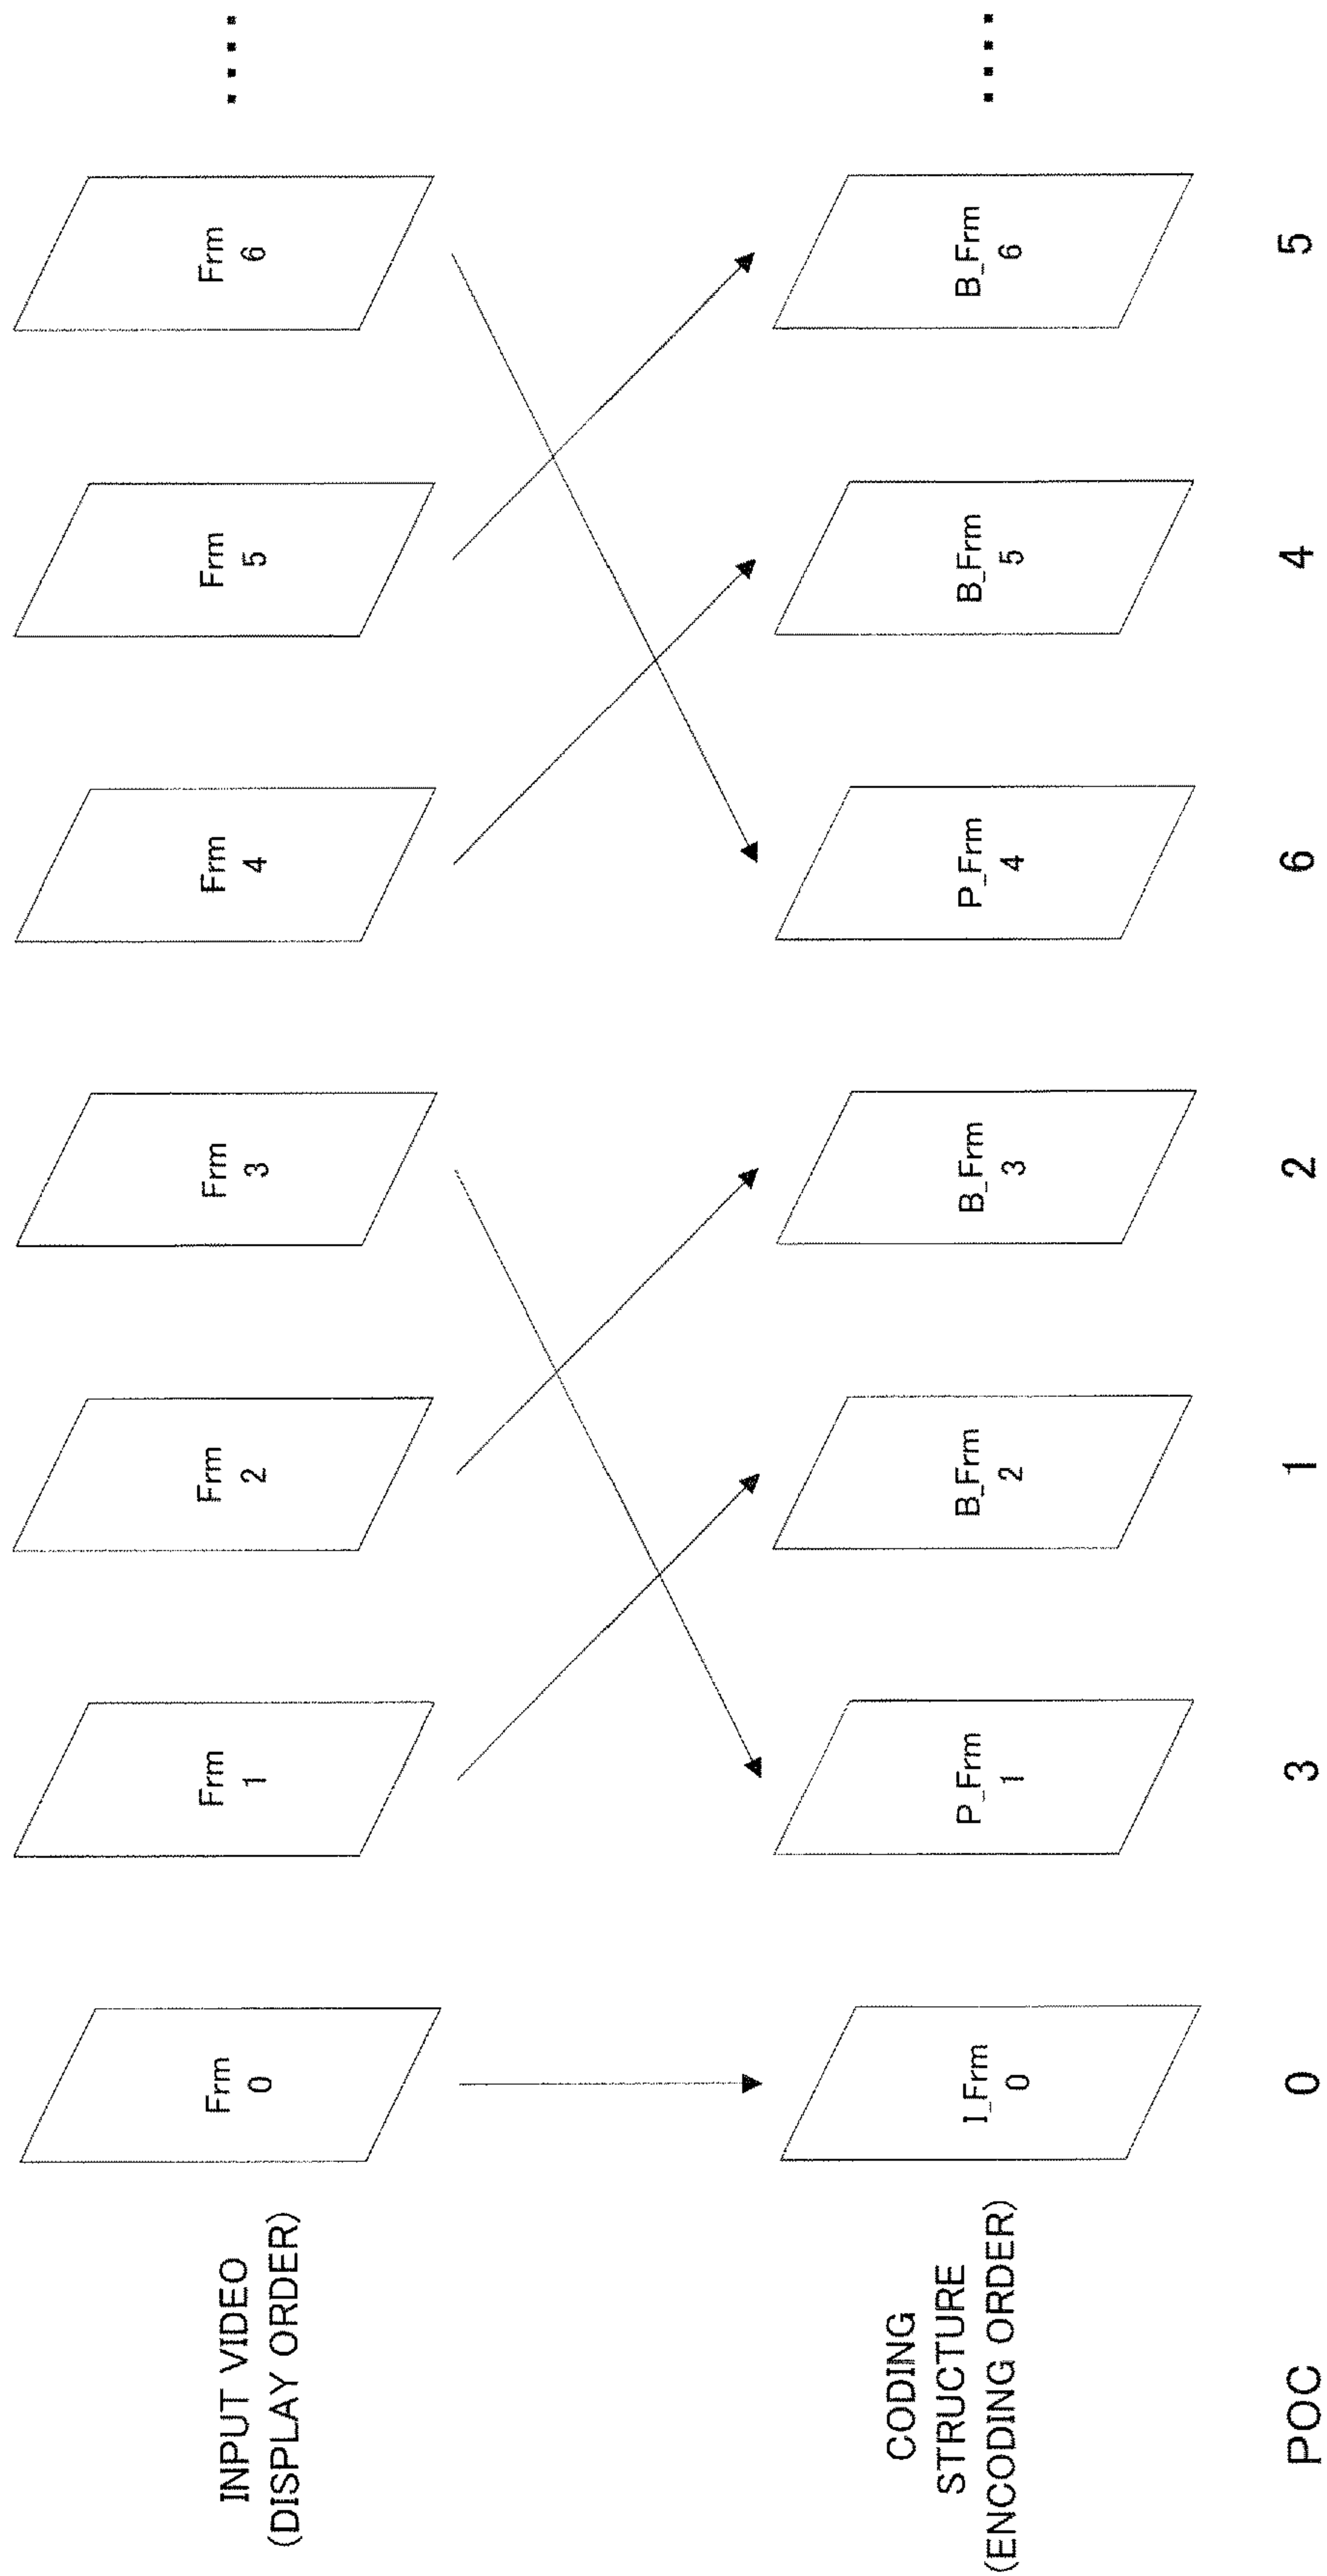 INPUT VIDEO
(DISPLAY ORDER)
Frm
0
Frm
1
Frm
2
Frm
3
Frm
4
Frm
5
Frm
6
....
CODING
STRUCTURE
(ENCODING ORDER)
I_Frm
0
P_Frm
1
B_Frm
2
B_Frm
3
P_Frm
4
B_Frm
5
B_Frm
6
....
POC
0
3
1
2
6
4
5